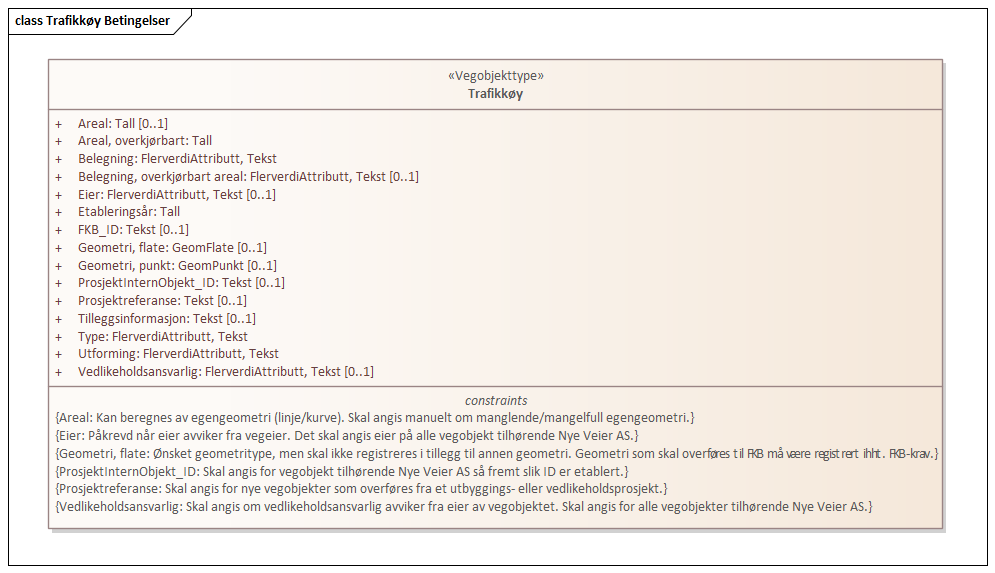 class Trafikkøy Betingelser
«Vegobjekttype»
Trafikkøy
+ Areal: Tall [0..1]
+ Areal, overkjørbart: Tall
+ Belegning: FlerverdiAttributt, Tekst
+ Belegning, overkjørbart areal: FlerverdiAttributt, Tekst [0..1]
+ Eier: FlerverdiAttributt, Tekst [0..1]
+ Etableringsår: Tall
+ FKB_ID: Tekst [0..1]
+ Geometri, flate: GeomFlate [0..1]
+ Geometri, punkt: GeomPunkt [0..1]
+ ProsjektInternObjekt_ID: Tekst [0..1]
+ Prosjektreferanse: Tekst [0..1]
+ Tilleggsinformasjon: Tekst [0..1]
+ Type: FlerverdiAttributt, Tekst
+ Utforming: FlerverdiAttributt, Tekst
+ Vedlikeholdsansvarlig: FlerverdiAttributt, Tekst [0..1]
constraints
{Areal: Kan beregnes av egengeometri (linje/kurve). Skal angis manuelt om manglende/mangelfull egengeometri.}
{Eier: Påkrevd når eier avviker fra vegeier. Det skal angis eier på alle vegobjekt tilhørende Nye Veier AS.}
{Geometri, flate: Ønsket geometritype, men skal ikke registreres i tillegg til annen geometri. Geometri som skal overføres til FKB må være registrert ihht. FKB-krav.}
{ProsjektInternObjekt_ID: Skal angis for vegobjekt tilhørende Nye Veier AS så fremt slik ID er etablert.}
{Prosjektreferanse: Skal angis for nye vegobjekter som overføres fra et utbyggings- eller vedlikeholdsprosjekt.}
{Vedlikeholdsansvarlig: Skal angis om vedlikeholdsansvarlig avviker fra eier av vegobjektet. Skal angis for alle vegobjekter tilhørende Nye Veier AS.}